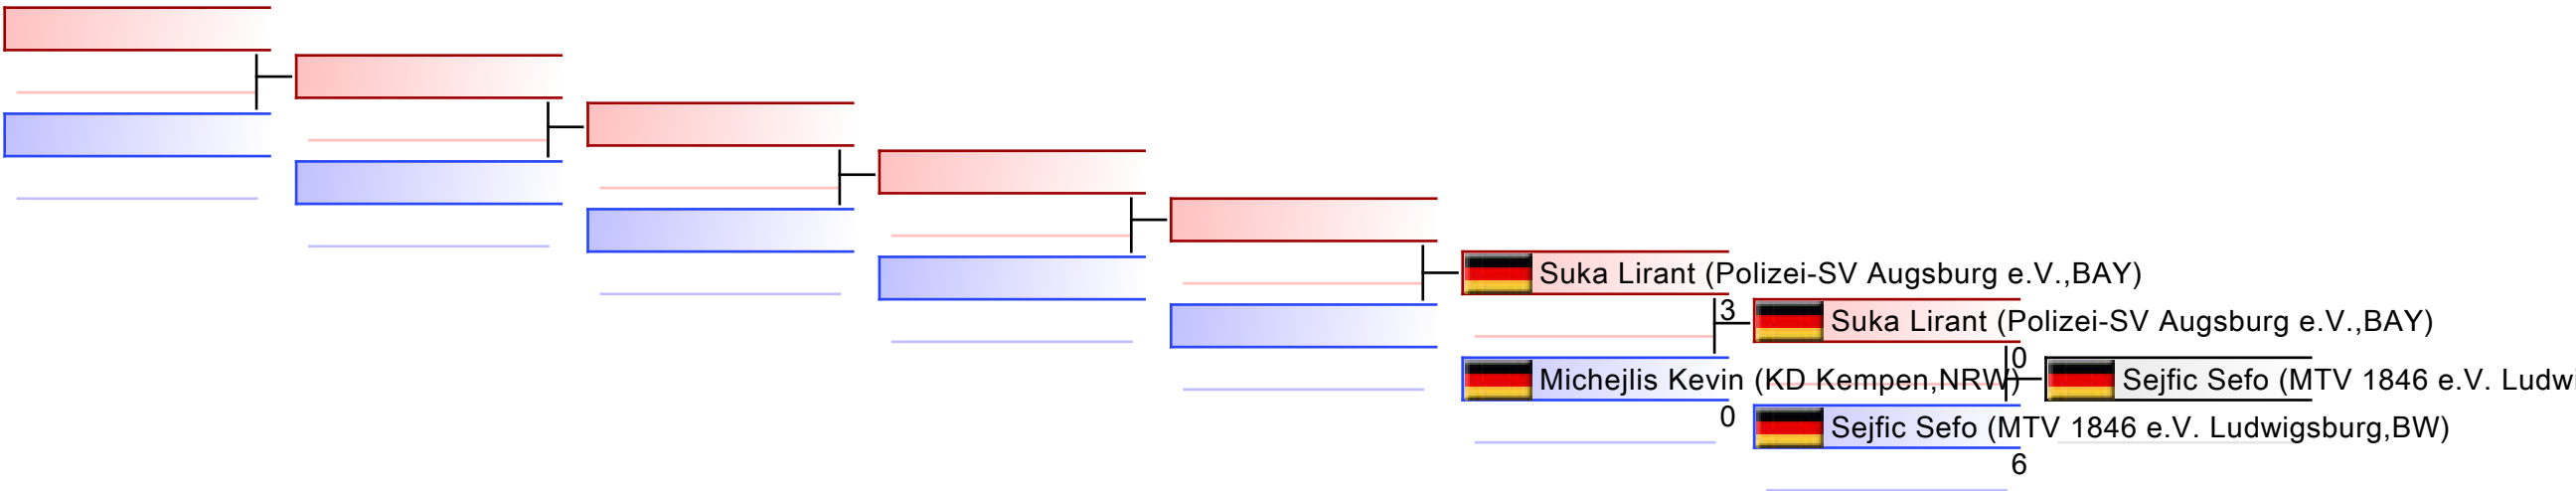 Suka Lirant (Polizei-SV Augsburg e.V.,BAY)
3
Suka Lirant (Polizei-SV Augsburg e.V.,BAY)
0
Michejlis Kevin (KD Kempen,NRW)
Sejfic Sefo (MTV 1846 e.V.
0
Sejfic Sefo (MTV 1846 e.V. Ludwigsburg,BW)
6